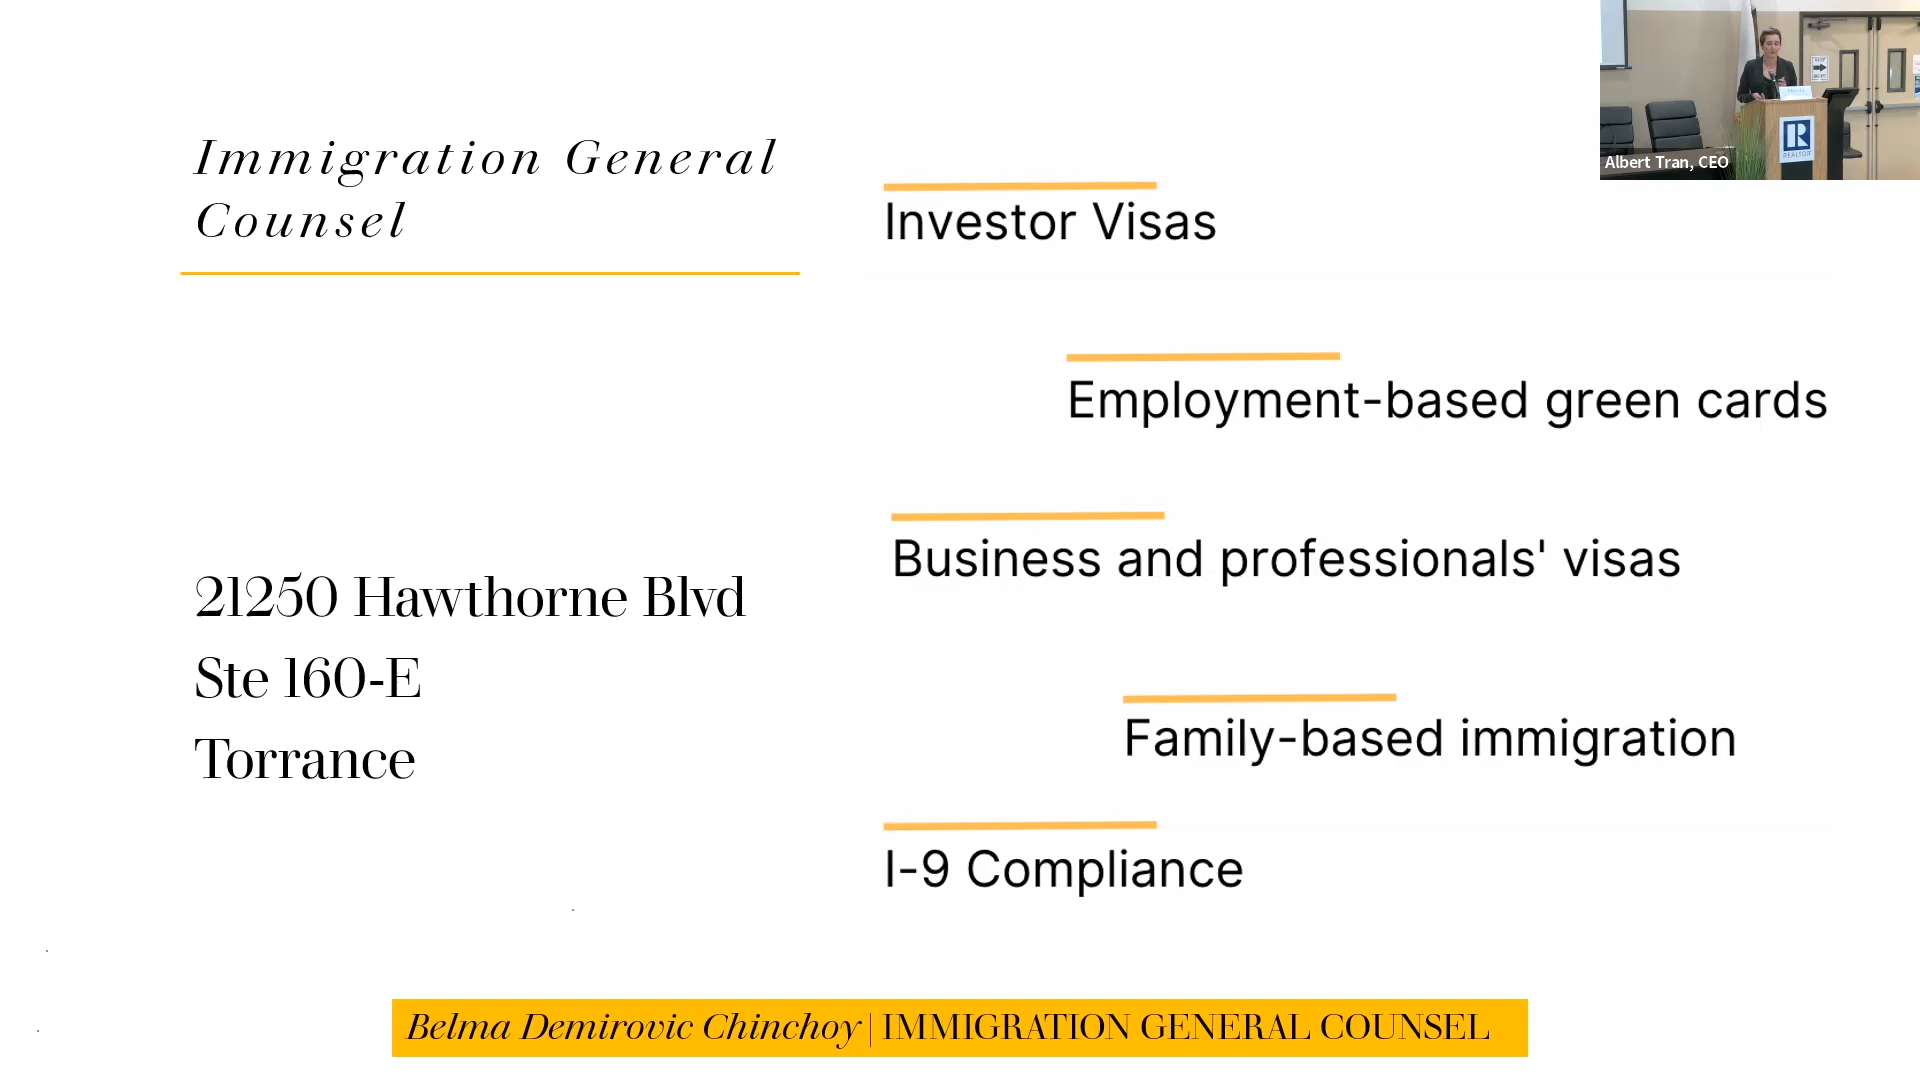 Immigration General
Counsel
21250 Hawthorne Blvd
Ste 160-E
Torrance
Investor Visas
Employment-based green cards
Business and professionals' visas
Family-based immigration
I-9 Compliance
Belma Demirovic Chinchoy | IMMIGRATION GENERAL COUNSEL
Albert Tran, CEO
REALTOR